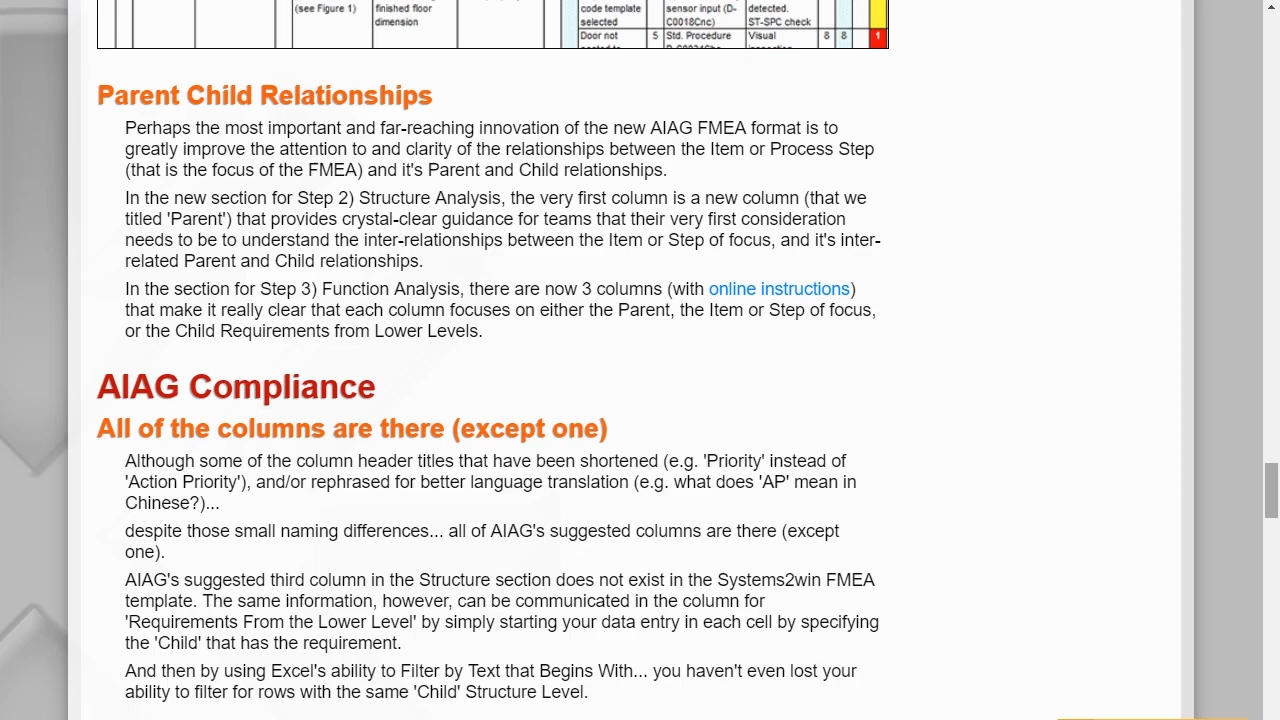 (see Figure 1)
finished floor
dimension
code template
selected
sensor input (D-
C0018Cnc)
detected.
ST-SPC check
Door not
5
Std. Procedure
Visual
8
8
1
Parent Child Relationships
Perhaps the most important and far-reaching innovation of the new AIAG FMEA format is to
greatly improve the attention to and clarity of the relationships between the Item or Process Step
(that is the focus of the FMEA) and it's Parent and Child relationships.
In the new section for Step 2) Structure Analysis, the very first column is a new column (that we
titled 'Parent') that provides crystal-clear guidance for teams that their very first consideration
needs to be to understand the inter-relationships between the Item or Step of focus, and it's inter-
related Parent and Child relationships.
In the section for Step 3) Function Analysis, there are now 3 columns (with online instructions)
that make it really clear that each column focuses on either the Parent, the Item or Step of focus,
or the Child Requirements from Lower Levels.
AIAG Compliance
All of the columns are there (except one)
Although some of the column header titles that have been shortened (e.g. 'Priority' instead of
'Action Priority'), and/or rephrased for better language translation (e.g. what does 'AP' mean in
Chinese?)...
despite those small naming differences... all of AIAG's suggested columns are there (except
one).
AIAG's suggested third column in the Structure section does not exist in the Systems2win FMEA
template. The same information, however, can be communicated in the column for
'Requirements From the Lower Level' by simply starting your data entry in each cell by specifying
the 'Child' that has the requirement.
And then by using Excel's ability to Filter by Text that Begins With... you haven't even lost your
ability to filter for rows with the same 'Child' Structure Level.